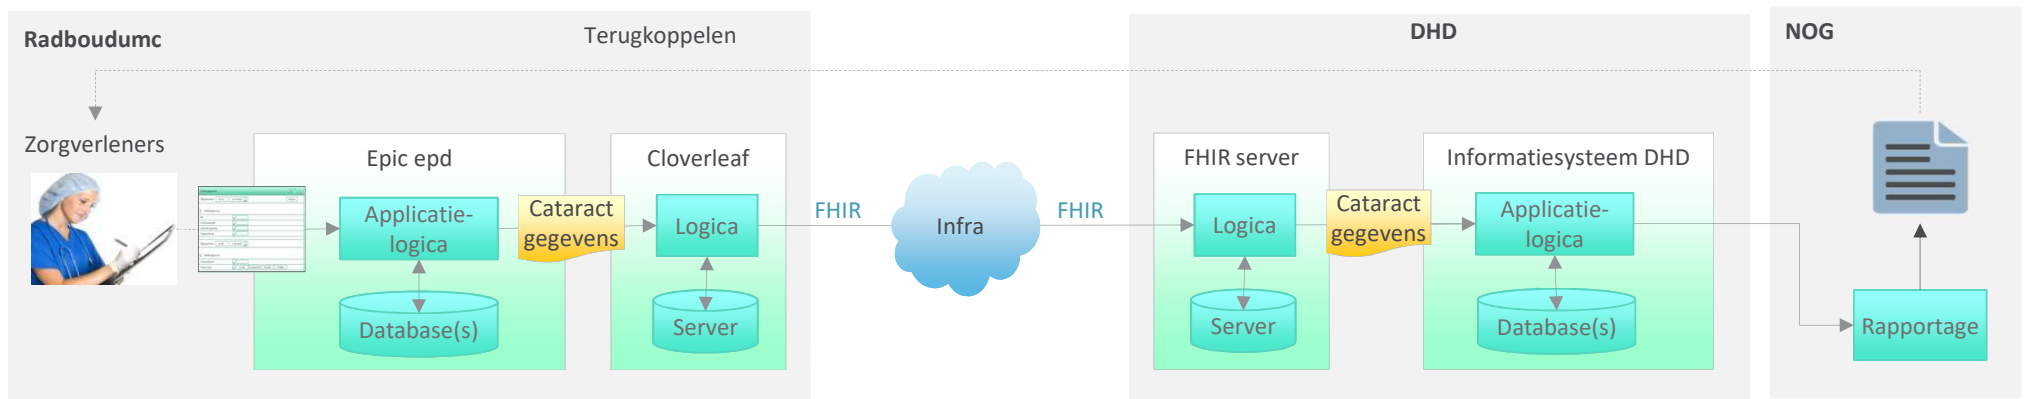 Radboudumc
Terugkoppelen
DHD
NOG
Zorgverleners
Epic epd
Cloverleaf
FHIR server
Informatiesysteem DHD
Applicatie-
logica
Cataract
gegevens
Logica
FHIR
Infra
FHIR
Logica
Cataract
gegevens
Applicatie-
logica
Database(s)
Server
Server
Database(s)
Rapportage